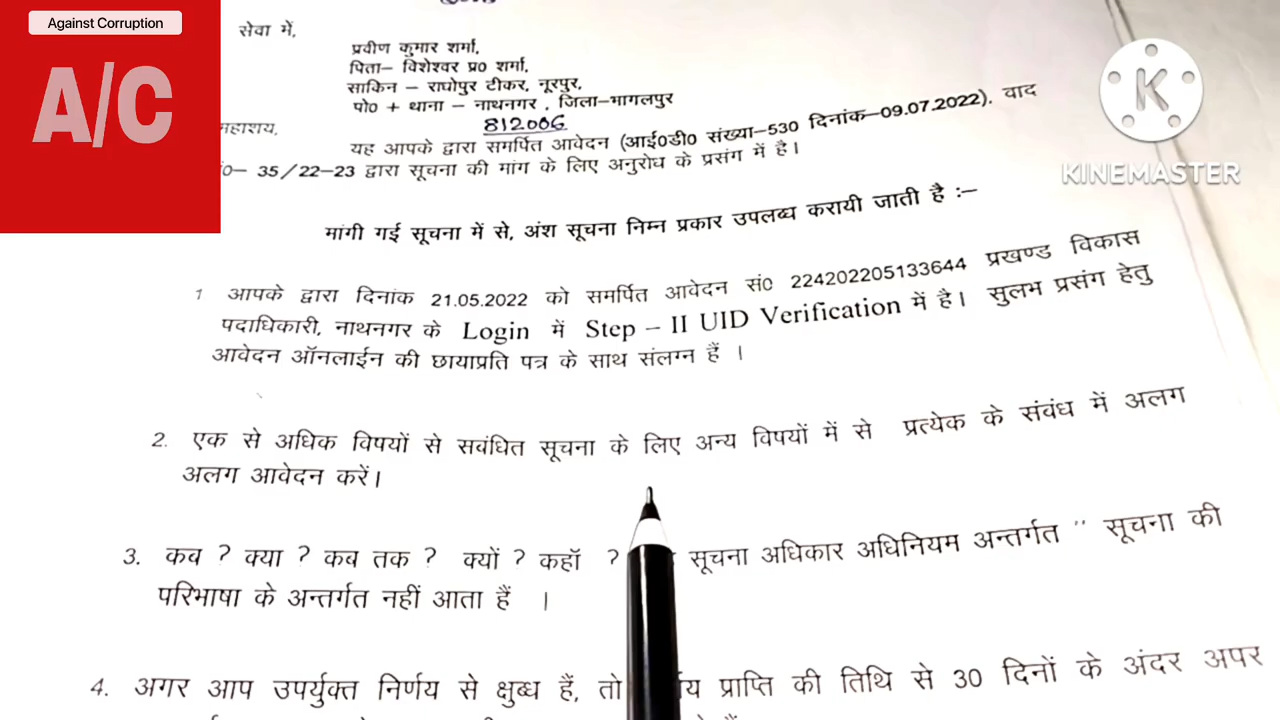 Against Corruption
A/C
सेवा में,
प्रवीण कुमार शर्मा,
पिता– विशेश्वर प्र० शर्मा,
साकिन – राघोपुर टीकर, नूरपुर,
पो० + थाना – नाथनगर , जिला–भागलपुर
812006
महाशय,
यह आपके द्वारा समर्पित आवेदन (आई०डी० संख्या–530 दिनांक–09.07.2022), वाद
0– 35/22–23 द्वारा सूचना की मांग के लिए अनुरोध के प्रसंग में है।
मांगी गई सूचना में से, अंश सूचना निम्न प्रकार उपलब्ध करायी जाती है :–
1 आपके द्वारा दिनांक 21.05.2022 को समर्पित आवेदन सं० 224202205133644 प्रखण्ड विकास
पदाधिकारी, नाथनगर के Login में Step – II UID Verification में है। सुलभ प्रसंग हेतु
आवेदन ऑनलाईन की छायाप्रति पत्र के साथ संलग्न हैं ।
2. एक से अधिक विषयों से सबंधित सूचना के लिए अन्य विषयों में से प्रत्येक के संबंध में अलग
अलग आवेदन करें।
3. कब ? क्या ? कब तक ? क्यों ? कहॉ ? सूचना अधिकार अधिनियम अन्तर्गत " सूचना की
परिभाषा के अन्तर्गत नहीं आता हैं ।
4. अगर आप उपर्युक्त निर्णय से क्षुब्ध हैं, तो प्राप्ति की तिथि से 30 दिनों के अंदर अपर
K
KINEMASTER